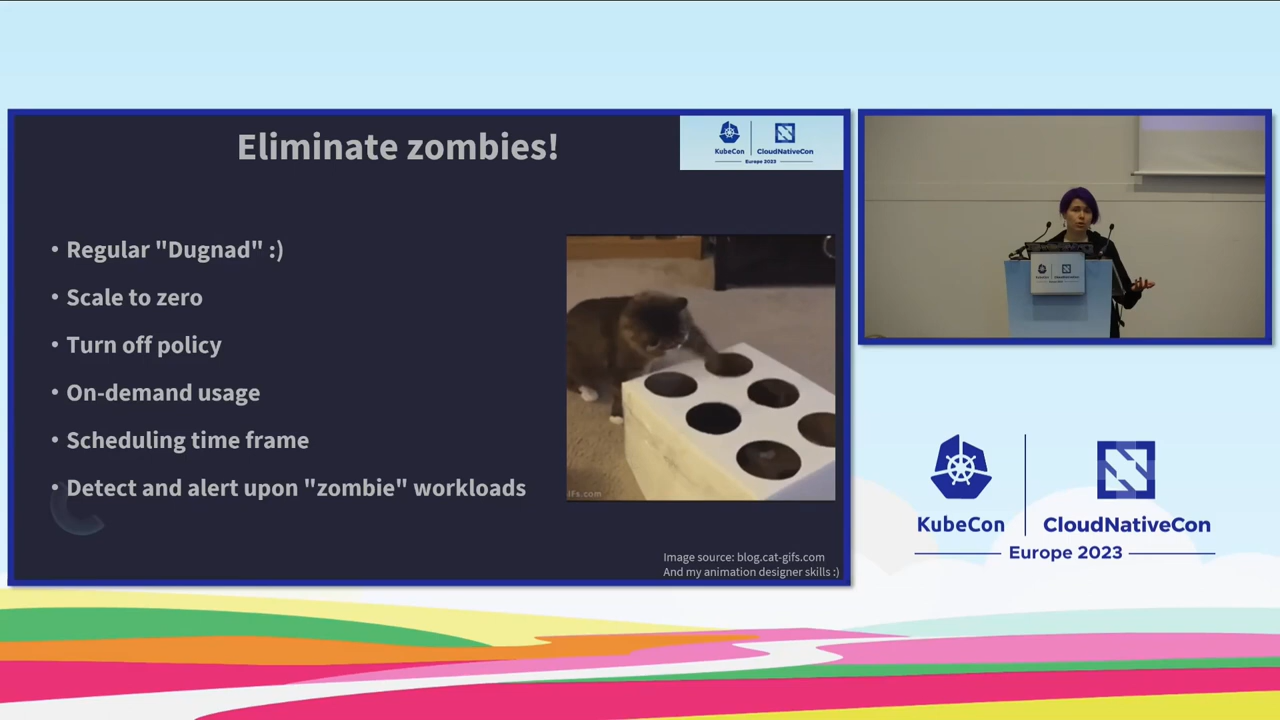 Eliminate zombies!
KubeCon
CloudNativeCon
Europe 2023
• Regular "Dugnad" :)
• Scale to zero
• Turn off policy
• On-demand usage
• Scheduling time frame
• Detect and alert upon "zombie" workloads
iFs.com
Image source: blog.cat-gifs.com
And my animation designer skills :)
KubeCon
CloudNativeCon
Europe 2023